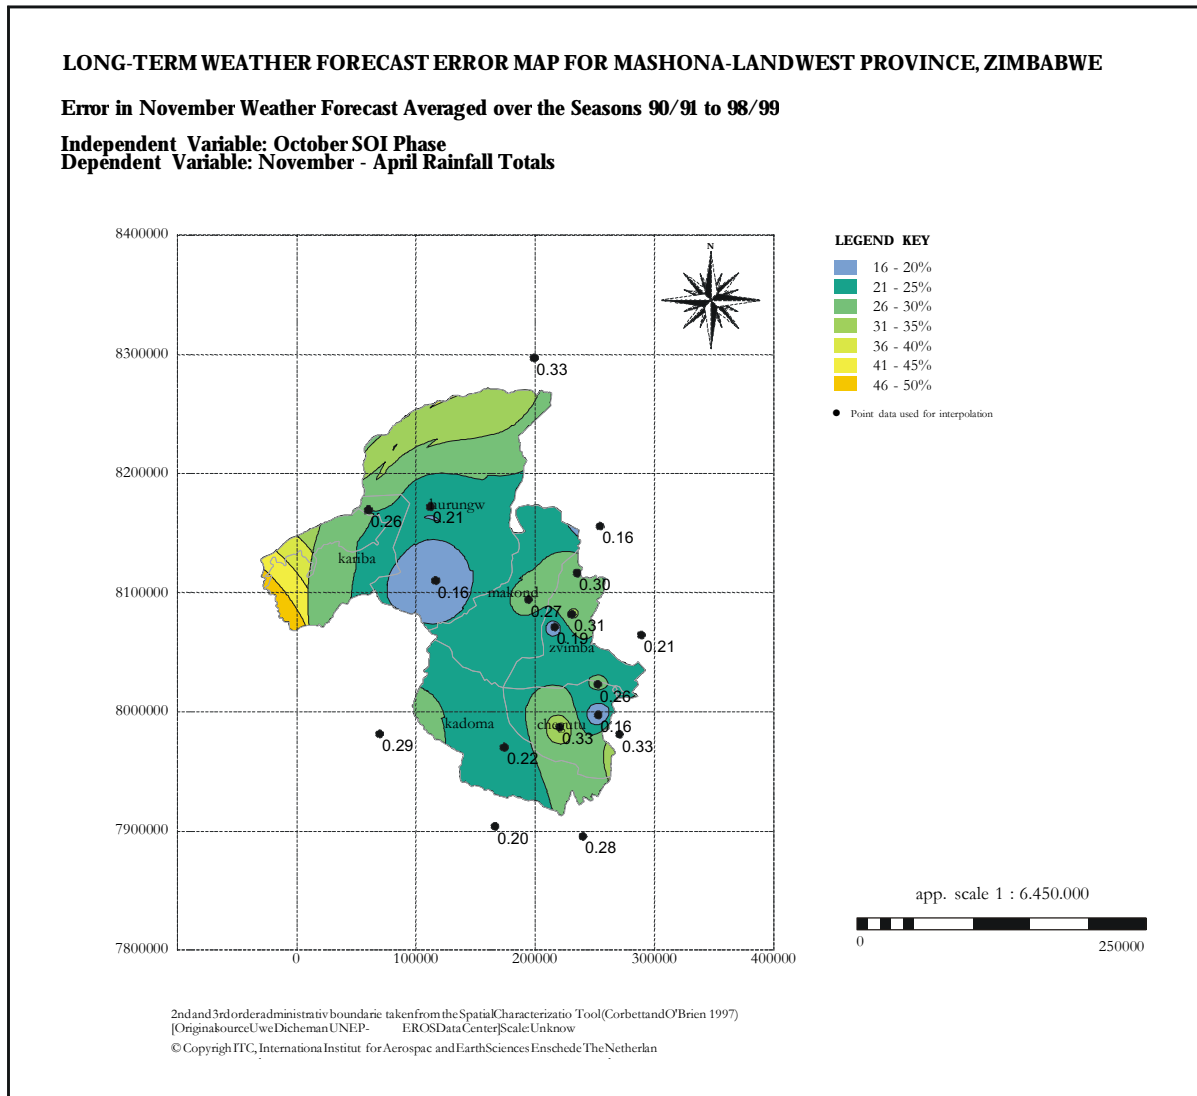 LONG-TERM WEATHER FORECAST ERROR MAP FOR MASHONA-LANDWEST PROVINCE, ZIMBABWE
Error in November Weather Forecast Averaged over the Seasons 90/91 to 98/99
Independent Variable: October SOI Phase
Dependent Variable: November - April Rainfall Totals
8400000
8300000
8200000
8100000
8000000
7900000
7800000
0
100000
200000
300000
400000
N
LEGEND KEY
16 - 20%
21 - 25%
26 - 30%
31 - 35%
36 - 40%
41 - 45%
46 - 50%
Point data used for interpolation
0.33
hurungw
0.26
0.21
0.16
kariba
0.30
0.16
makond
0.27
0.31
0.19
0.21
zvimba
0.26
kadoma
chegutu
0.16
0.29
0.33
0.33
0.22
0.20
0.28
app. scale 1 : 6.450.000
0
250000
2nd and 3rd order administrativ boundarie taken from the Spatial Characterizatio Tool (Corbett and O'Brien 1997)
[Original source Uwe Dicheman UNEP- EROS Data Center] Scale: Unknow
© Copyrigh ITC, Internationa Institut for Aerospac and Earth Sciences Enschede The Netherlan